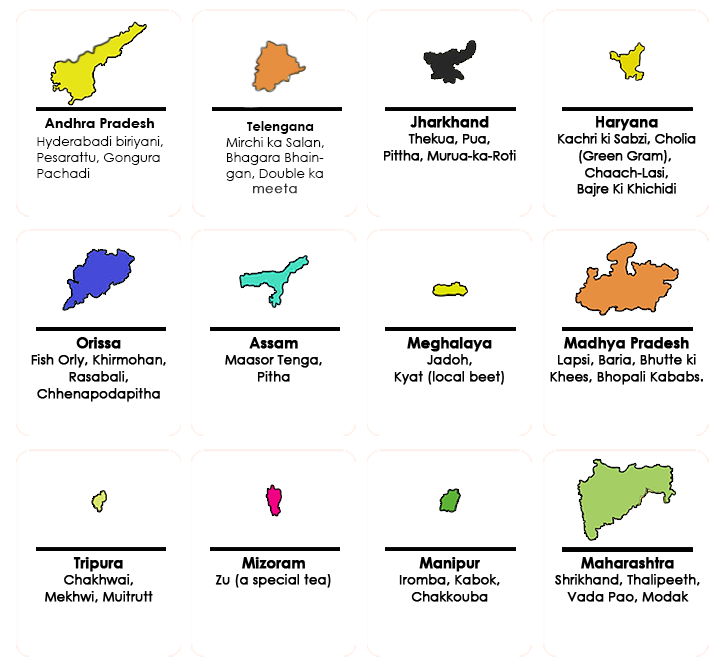 Andhra Pradesh
Hyderabadi biriyani,
Pesarattu, Gongura
Pachadi
Telengana
Mirchi ka Salan,
Bhagara Bhain-
gan, Double ka
meeta
Jharkhand
Thekua, Pua,
Pittha, Murua-ka-Roti
Haryana
Kachri ki Sabzi, Cholia
(Green Gram),
Chaach-Lasi,
Bajre Ki Khichidi
Orissa
Fish Orly, Khirmohan,
Rasabali,
Chhenapodapitha
Assam
Maasor Tenga,
Pitha
Meghalaya
Jadoh,
Kyat (local beet)
Madhya Pradesh
Lapsi, Baria, Bhutte ki
Khees, Bhopali Kababs.
Tripura
Chakhwai,
Mekhwi, Muitrutt
Mizoram
Zu (a special tea)
Manipur
Iromba, Kabok,
Chakkouba
Maharashtra
Shrikhand, Thalipeeth,
Vada Pao, Modak